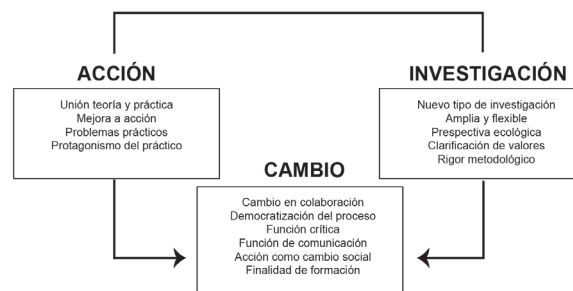 ACCIÓN
Unión teoría y práctica
Mejora a acción
Problemas prácticos
Protagonismo del práctico
INVESTIGACIÓN
Nuevo tipo de investigación
Amplia y flexible
Prespectiva ecológica
Clarificación de valores
Rigor metodológico
CAMBIO
Cambio en colaboración
Democratización del proceso
Función crítica
Función de comunicación
Acción como cambio social
Finalidad de formación